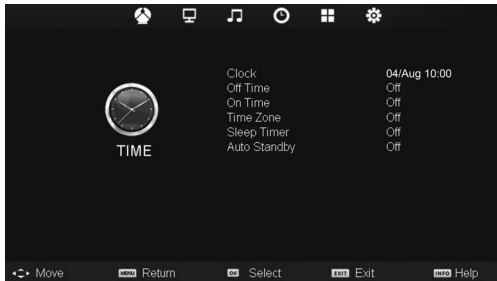 Clock 04/Aug 10:00
Off Time Off
On Time Off
Time Zone Off
Sleep Timer Off
Auto Standby Off
TIME
Move MENU Return OK Select EXIT Exit INFO Help